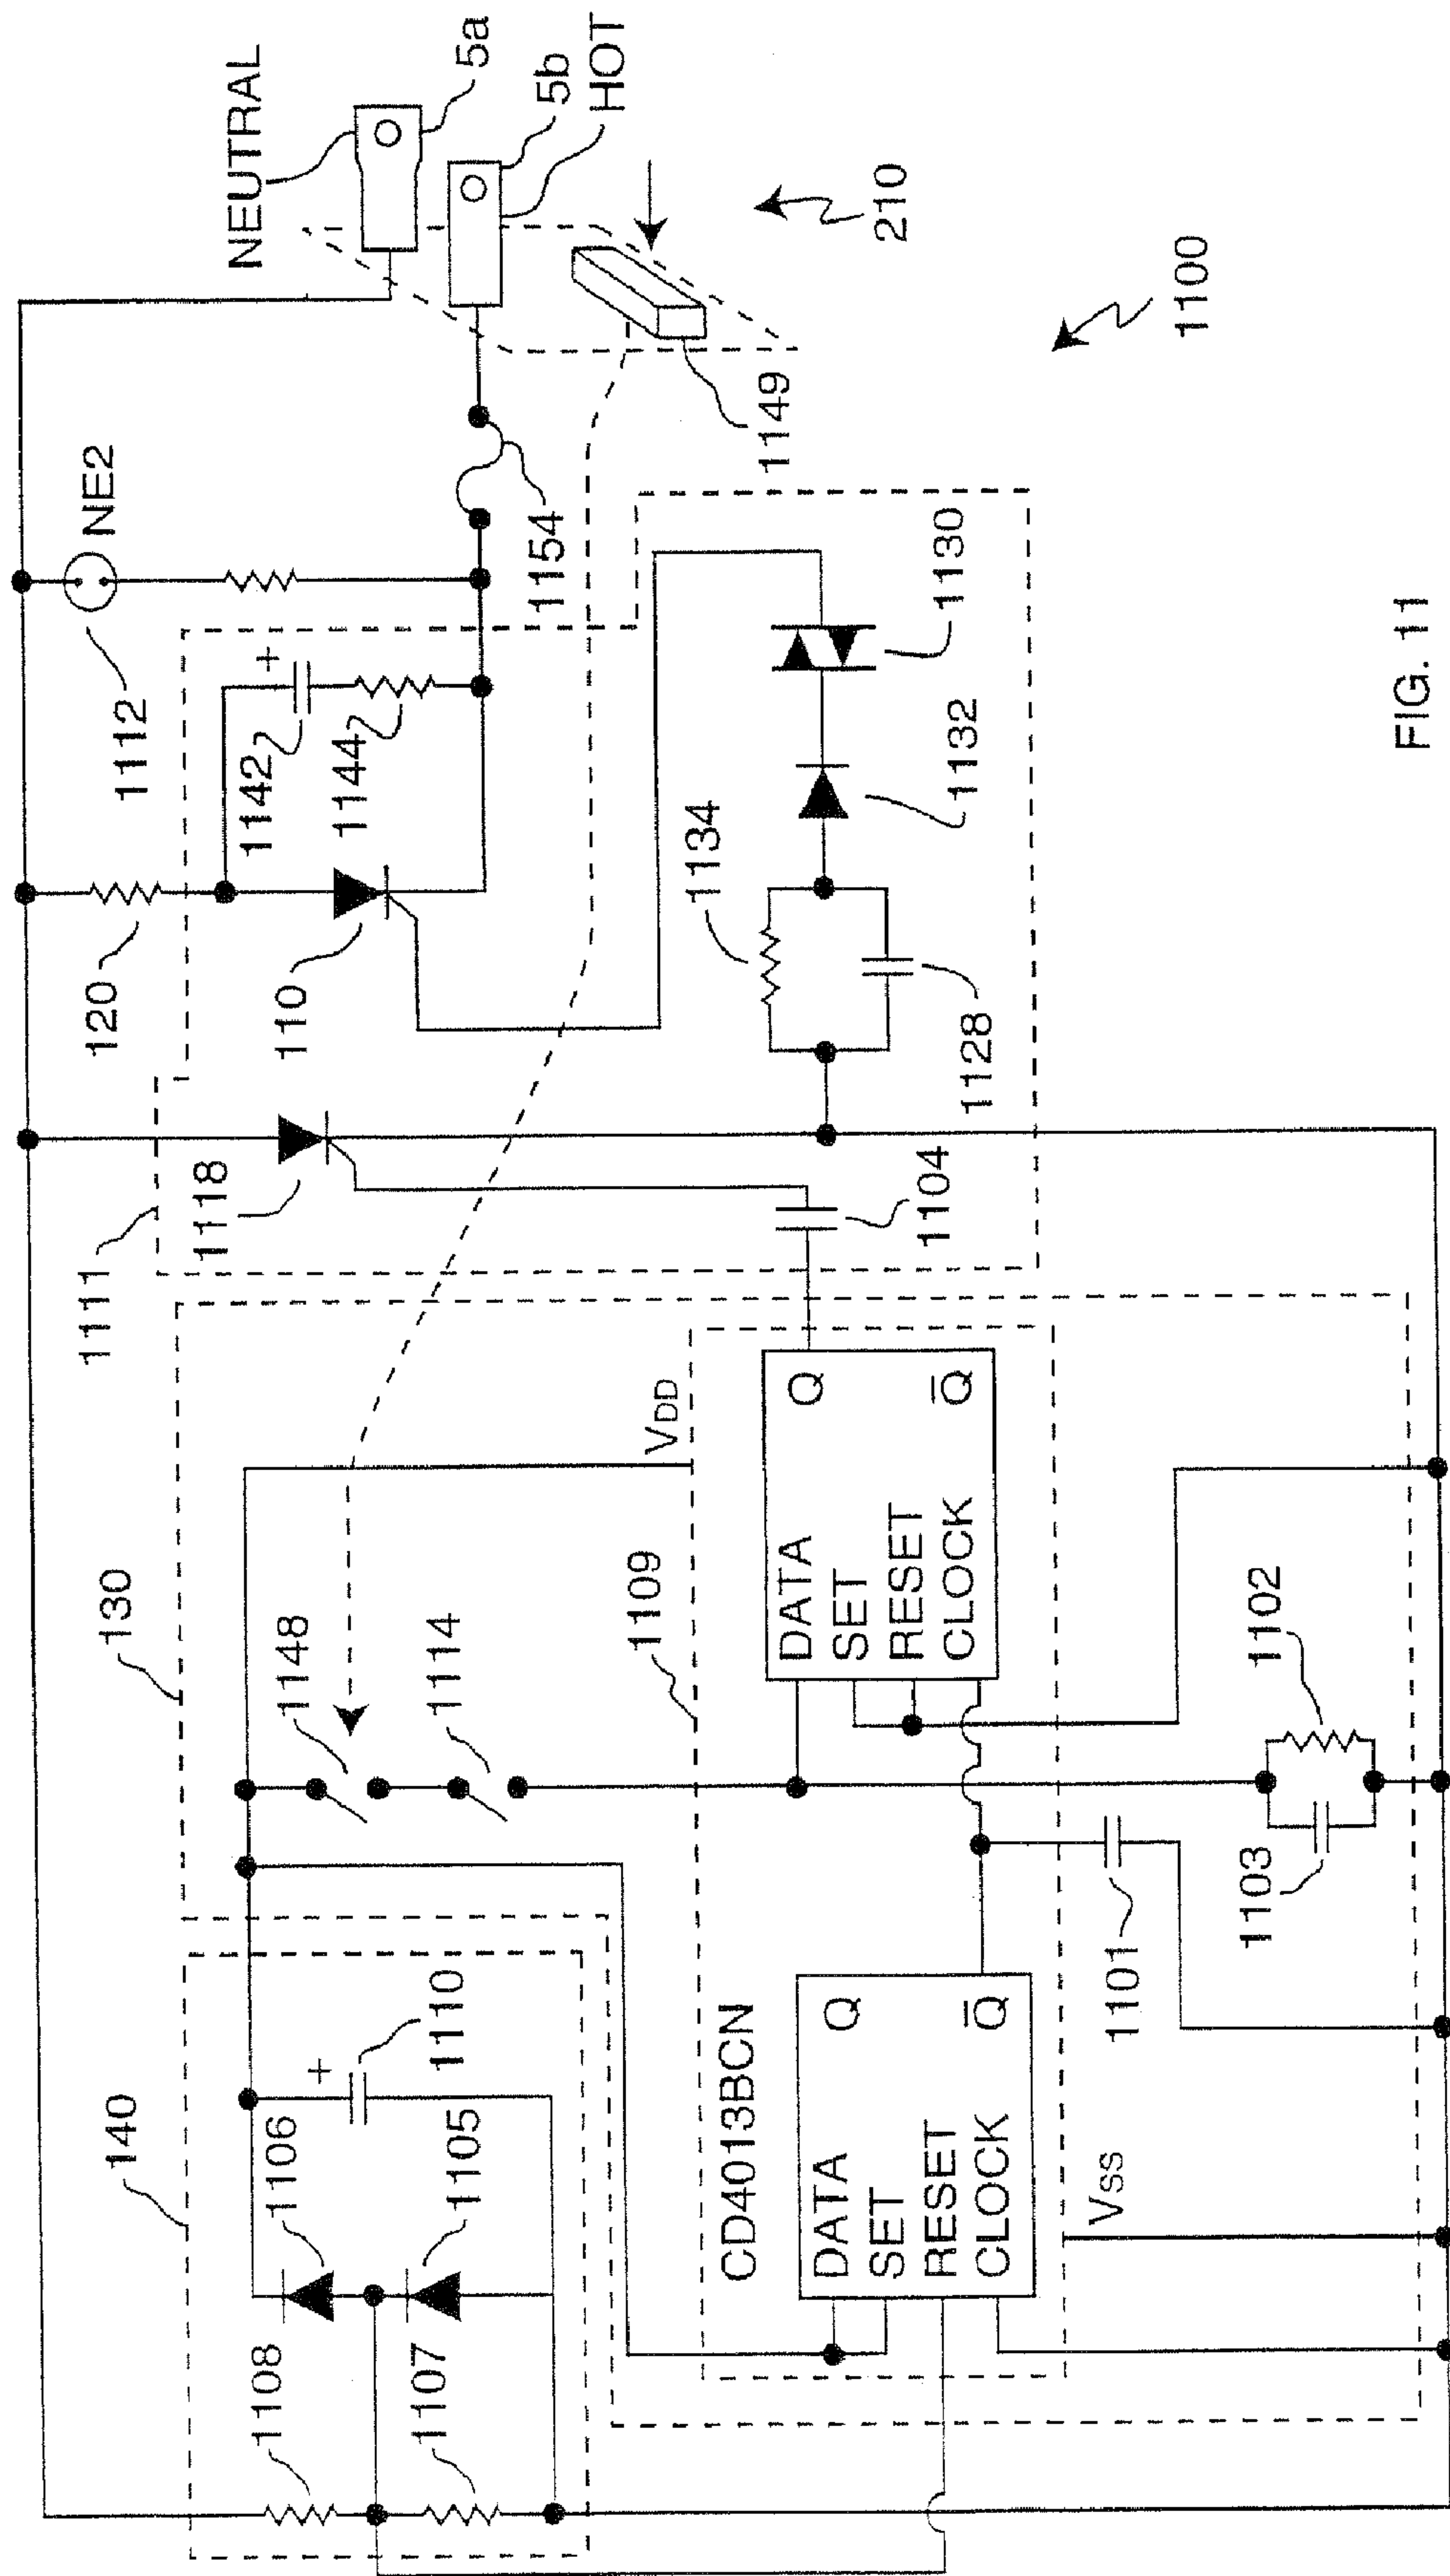 NEUTRAL
5a
5b
HOT
NE2
1112
1154
1149
210
1100
120
1142
+
1144
110
1134
1132
1130
1128
1111
1118
1104
130
VDD
1148
1114
1109
DATA
SET
RESET
CLOCK
Q
Q̅
1102
1103
1101
140
1108
1106
+
1110
1107
1105
CD4013BCN
DATA
SET
RESET
CLOCK
Q
Q̅
VSS
FIG. 11